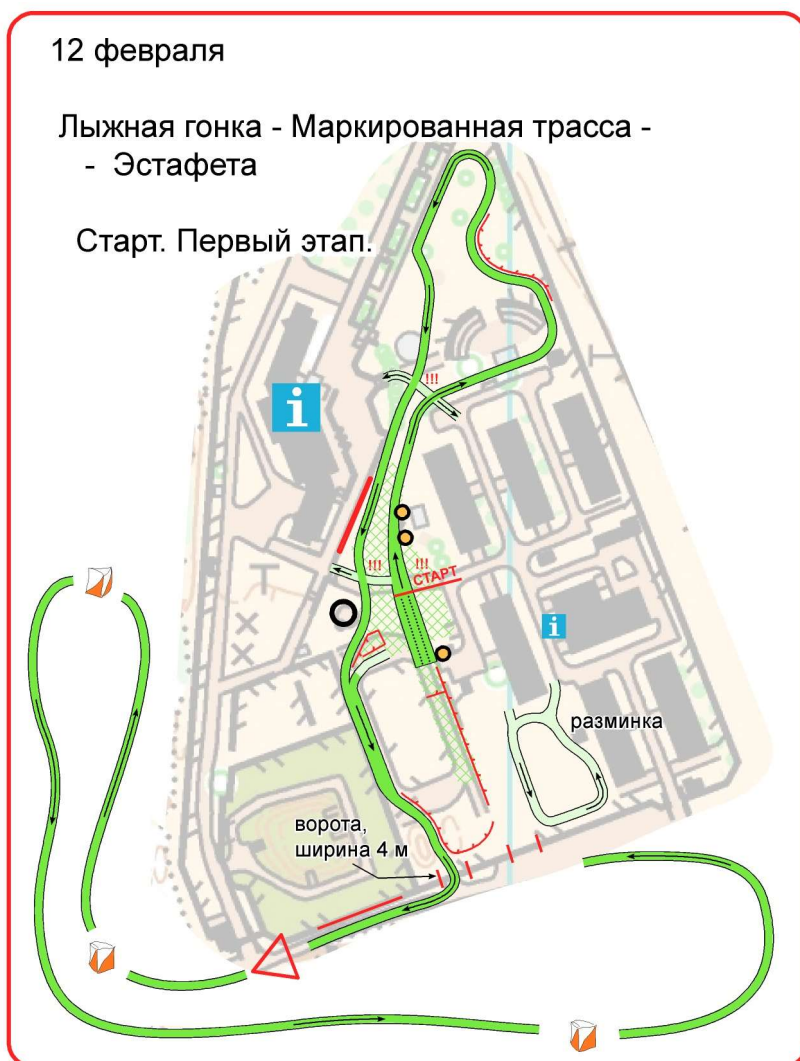 12 февраля
Лыжная гонка - Маркированная трасса -
- Эстафета
Старт. Первый этап.
!!!
i
!!!
!!!
СТАРТ
i
разминка
ворота,
ширина 4 м